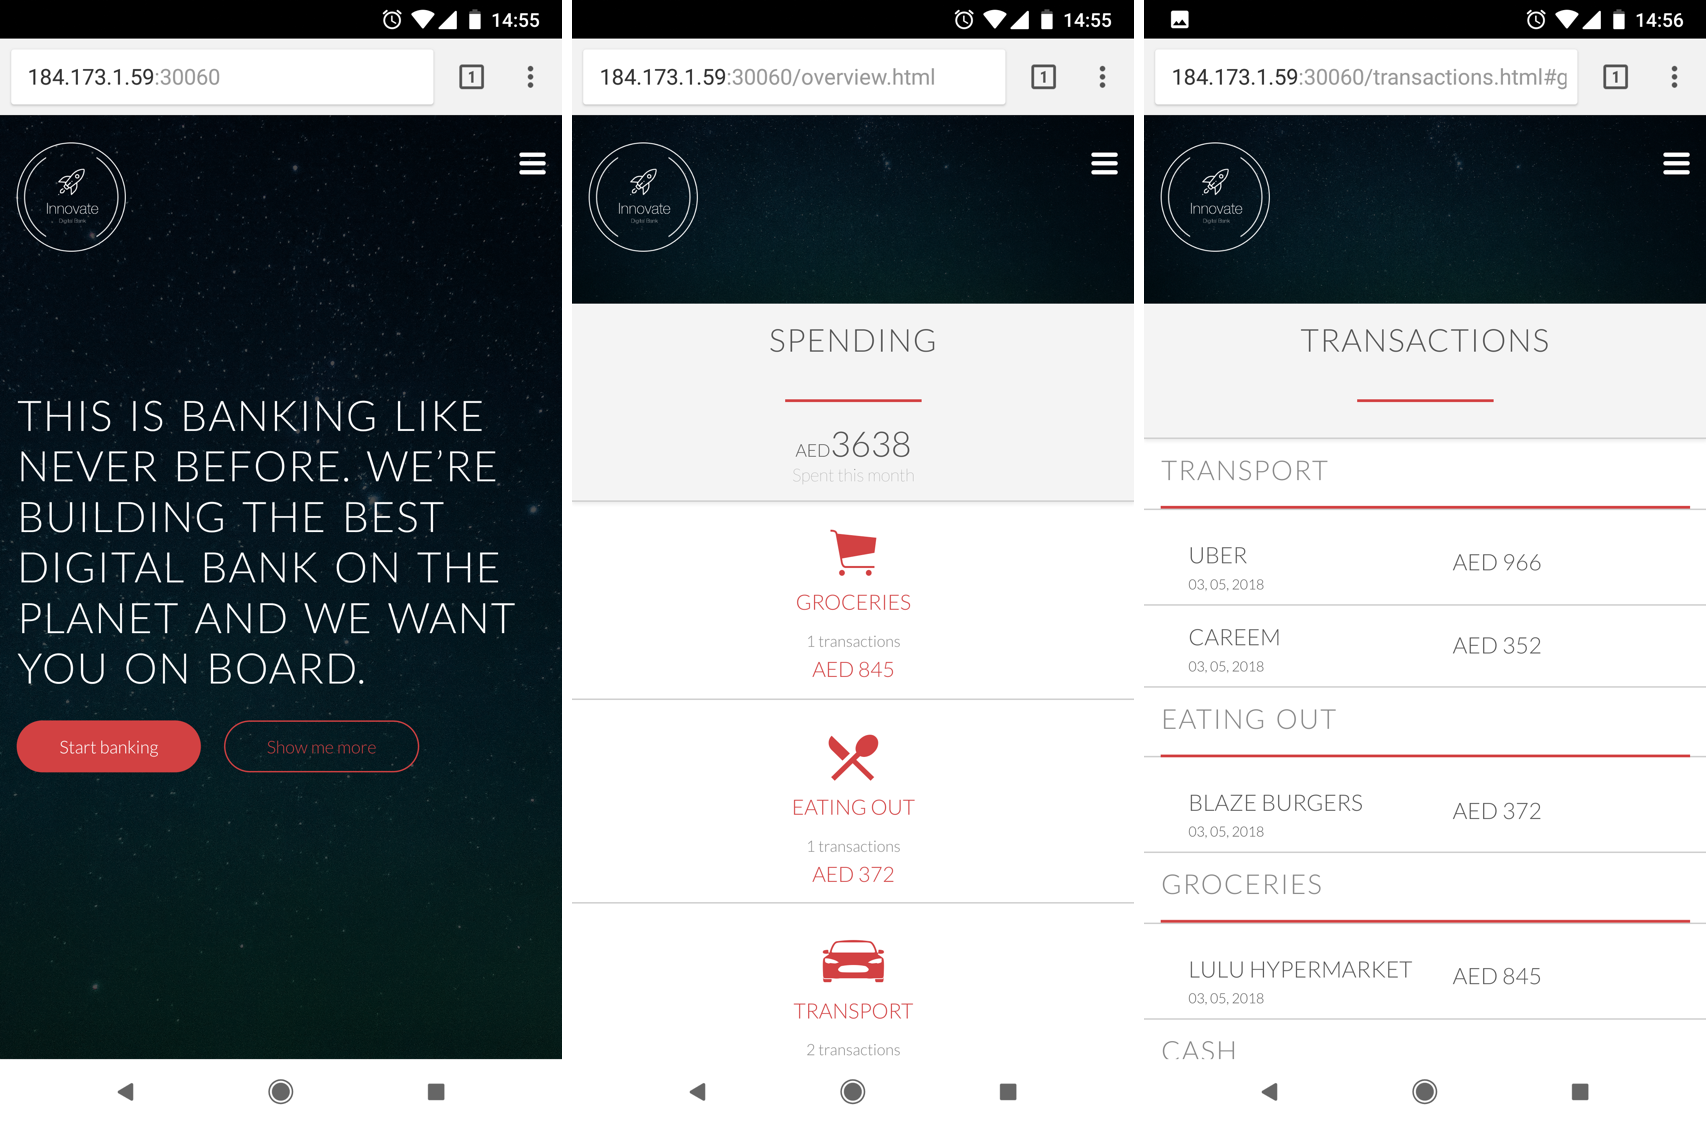 14:55
184.173.1.59:30060
1
Innovate
Digital Bank
THIS IS BANKING LIKE
NEVER BEFORE. WE’RE
BUILDING THE BEST
DIGITAL BANK ON THE
PLANET AND WE WANT
YOU ON BOARD.
Start banking
Show me more
14:55
184.173.1.59:30060/overview.html
1
Innovate
Digital Bank
SPENDING
AED3638
Spent this month
GROCERIES
1 transactions
AED 845
EATING OUT
1 transactions
AED 372
TRANSPORT
2 transactions
14:56
184.173.1.59:30060/transactions.html#g
1
Innovate
Digital Bank
TRANSACTIONS
TRANSPORT
UBER
AED 966
03, 05, 2018
CAREEM
AED 352
03, 05, 2018
EATING OUT
BLAZE BURGERS
AED 372
03, 05, 2018
GROCERIES
LULU HYPERMARKET
AED 845
03, 05, 2018
CASH